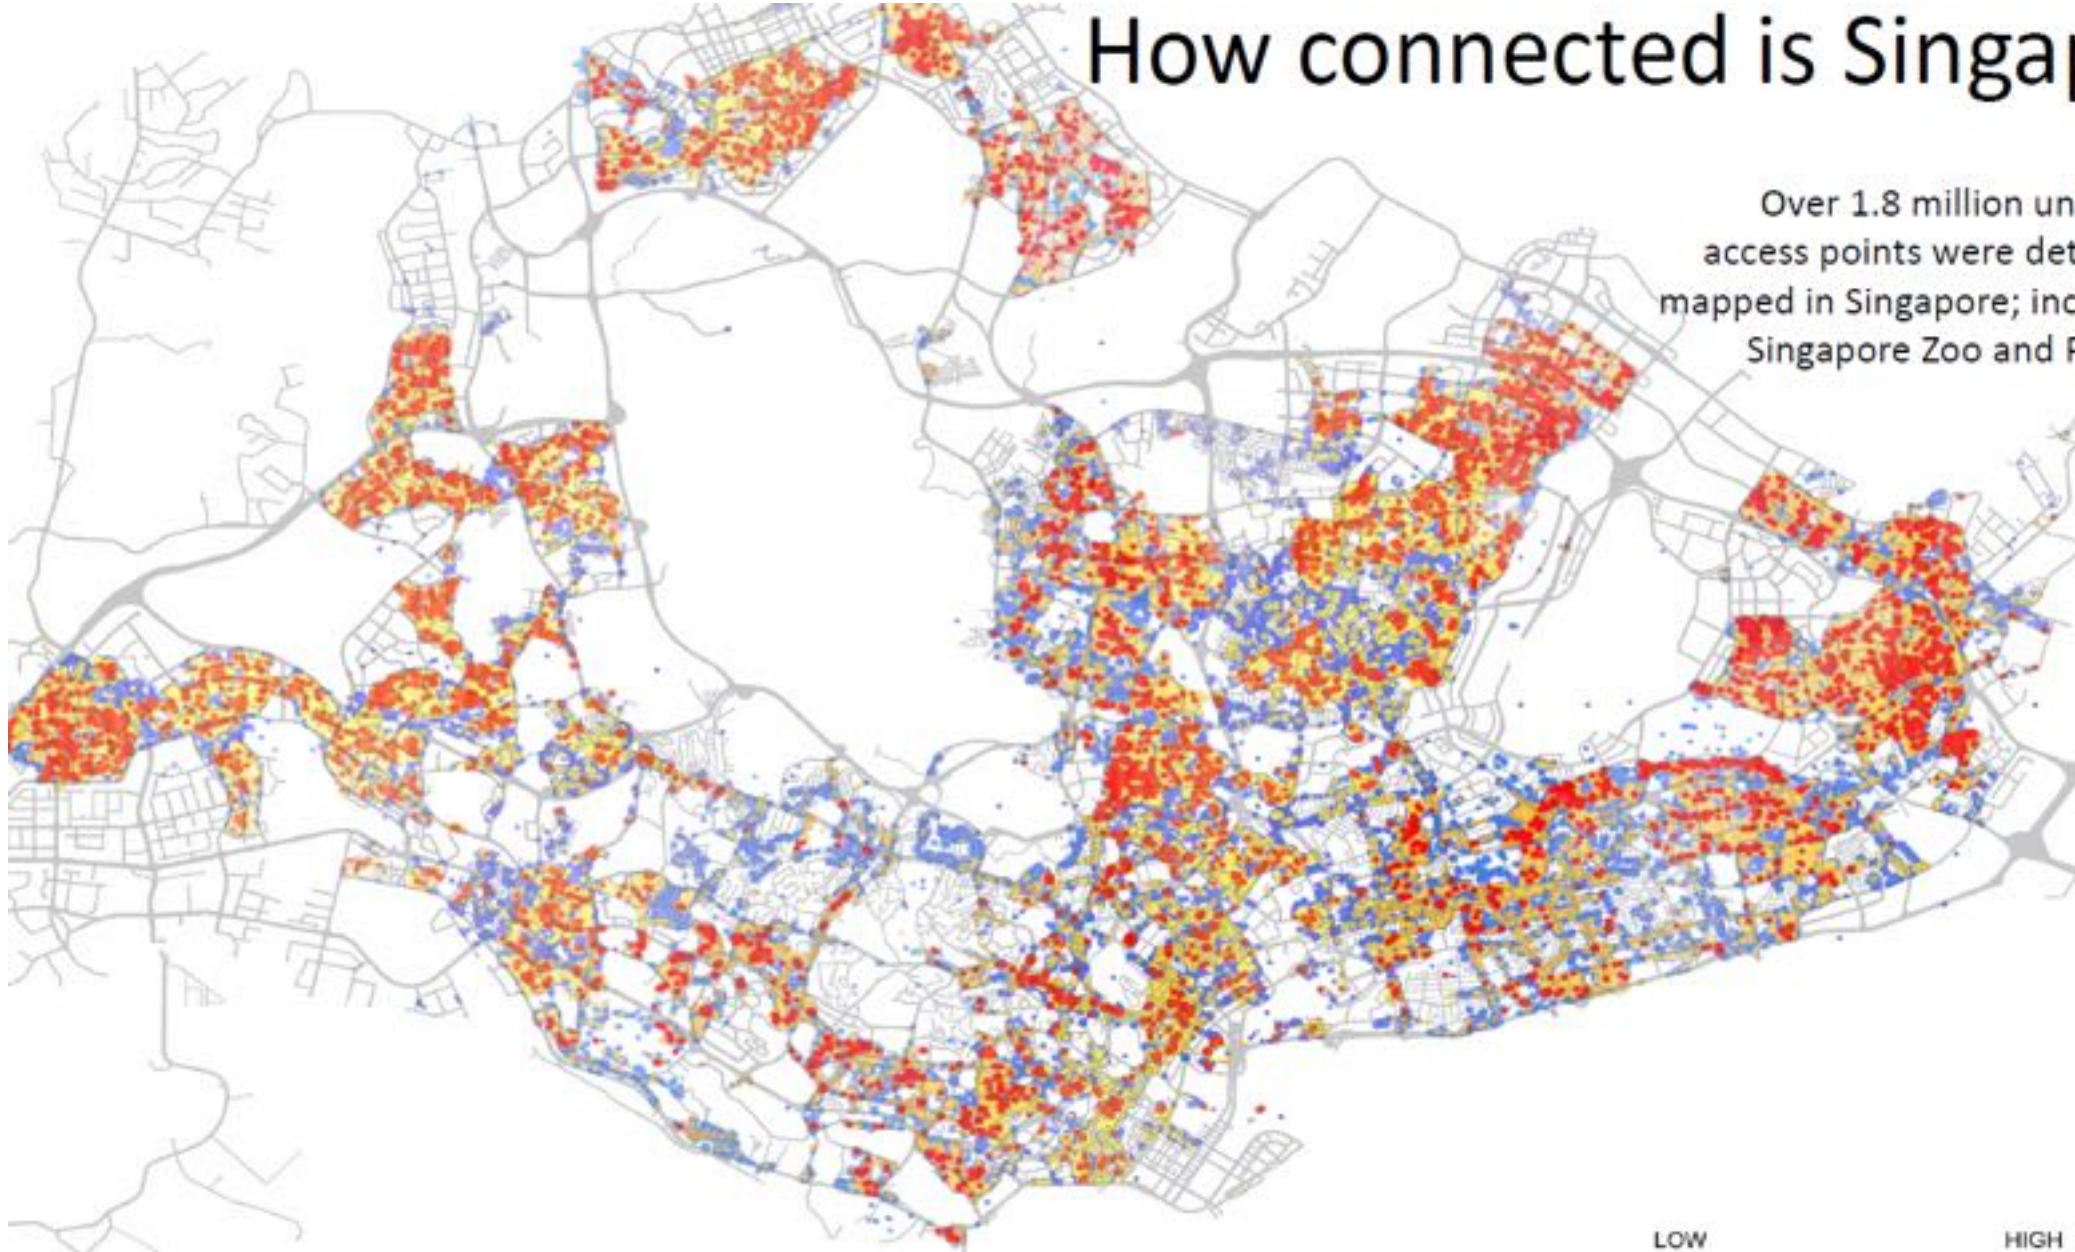 How connected is Singap
Over 1.8 million un
access points were det
mapped in Singapore; inc
Singapore Zoo and P
LOW HIGH